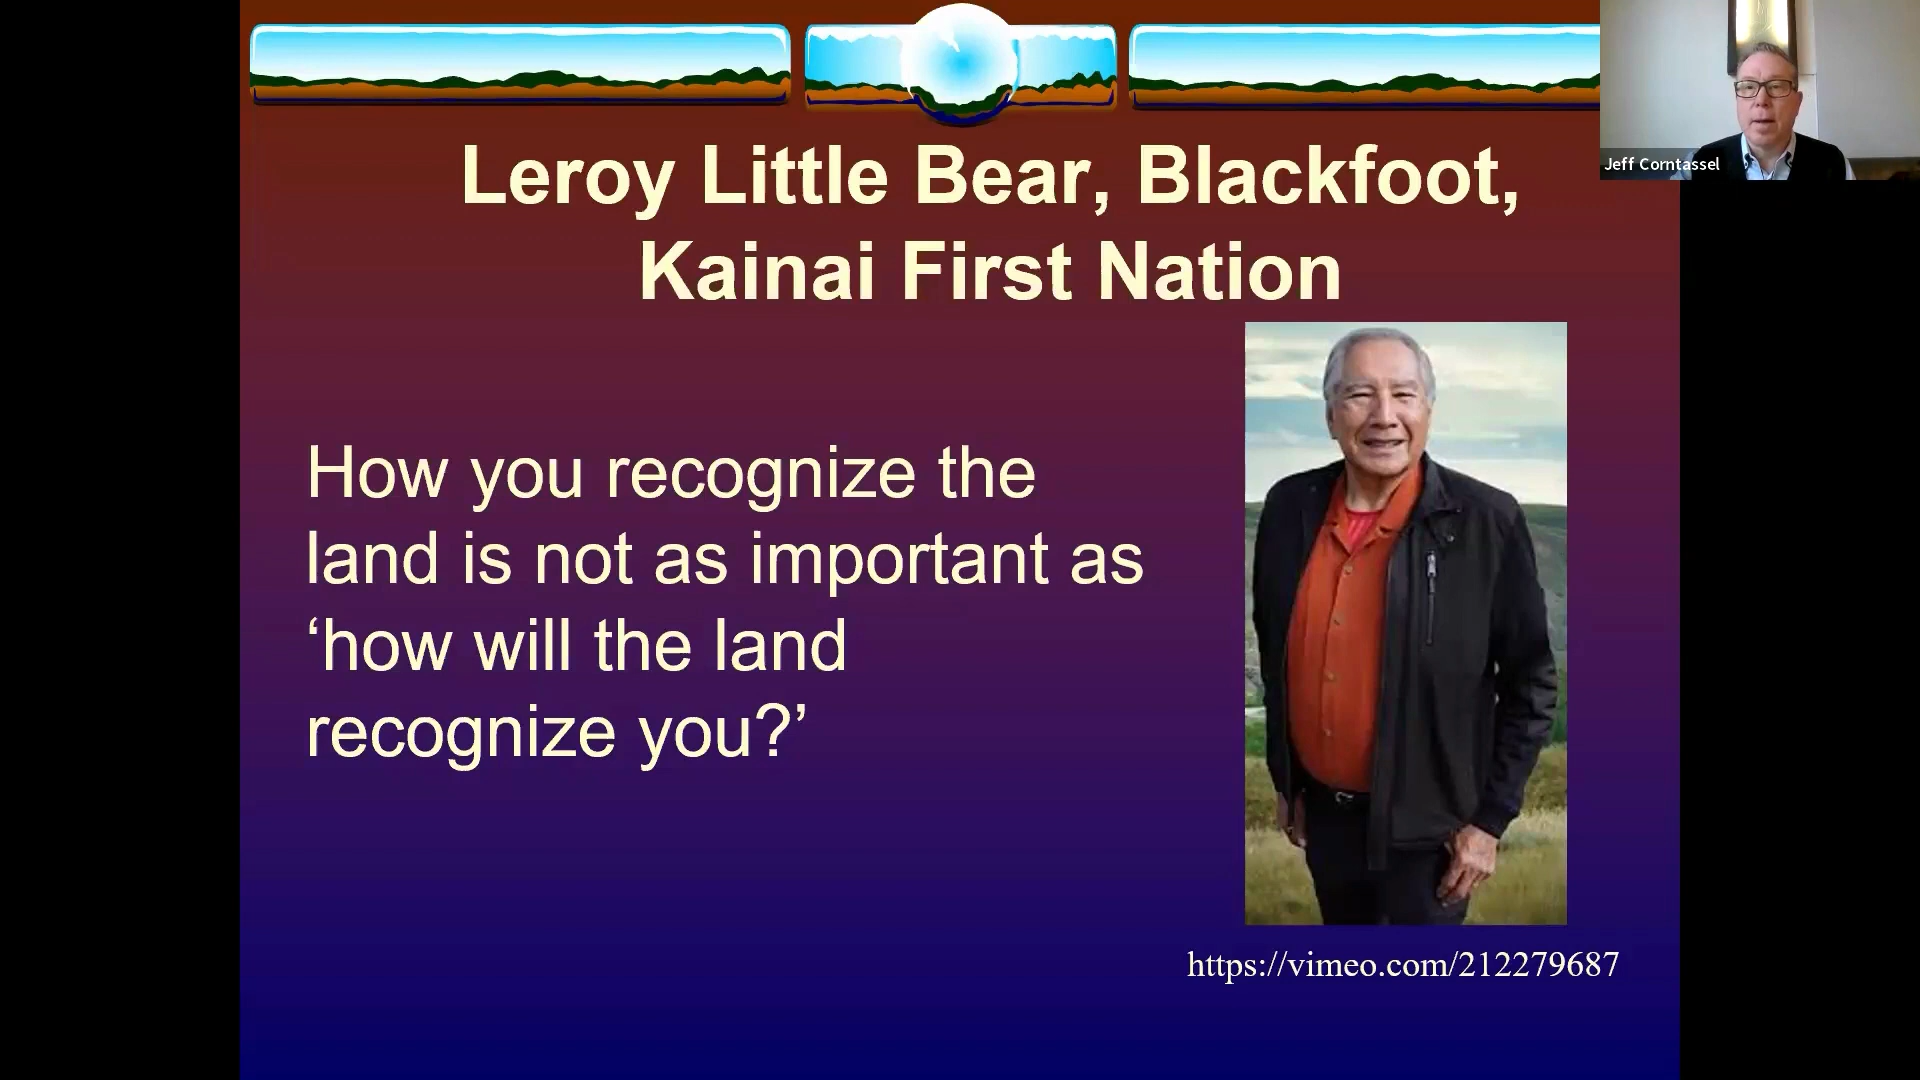 Jeff Corntassel
Leroy Little Bear, Blackfoot,
Kainai First Nation
How you recognize the
land is not as important as
‘how will the land
recognize you?’
https://vimeo.com/212279687